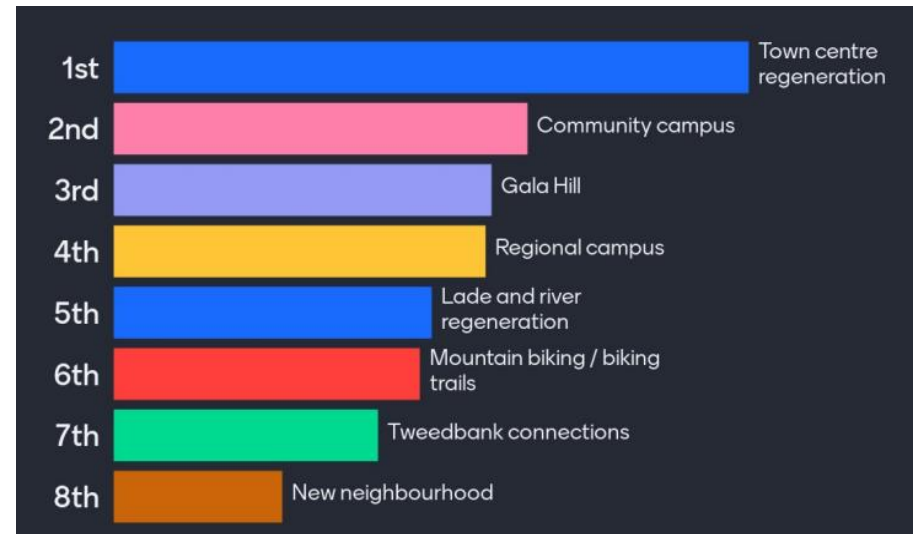 1st
Town centre
regeneration
2nd
Community campus
3rd
Gala Hill
4th
Regional campus
5th
Lade and river
regeneration
6th
Mountain biking / biking
trails
7th
Tweedbank connections
8th
New neighbourhood